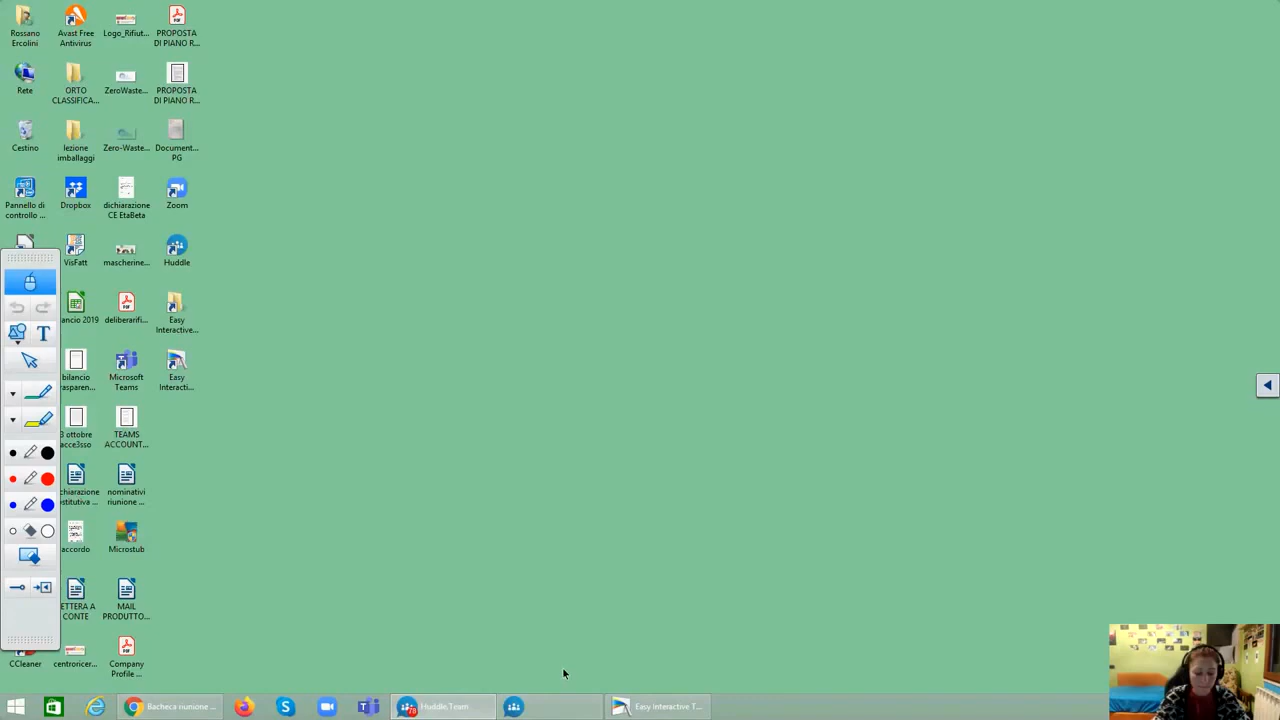 Rossano
Ercolini
Avast Free
Antivirus
Logo_Rifiut...
PROPOSTA
DI PIANO R...
Rete
ORTO
CLASSIFICA...
ZeroWaste...
PROPOSTA
DI PIANO R...
Cestino
lezione
imballaggi
Zero-Waste...
Document...
PG
Pannello di
controllo ...
Dropbox
dichiarazione
CE EtaBeta
Zoom
VisFatt
mascherine...
Huddle
ancio 2019
deliberarifi...
Easy
Interactive...
bilancio
rasparen...
Microsoft
Teams
Easy
Interacti...
3 ottobre
acce3sso
TEAMS
ACCOUNT...
chiarazione
ostitutiva ...
nominativi
riunione ...
accordo
Microstub
ETTERA A
CONTE
MAIL
PRODUTTO...
CCleaner
centroricer...
Company
Profile ...
T
Bacheca riunione ...
Huddle.Team
Easy Interactive T...